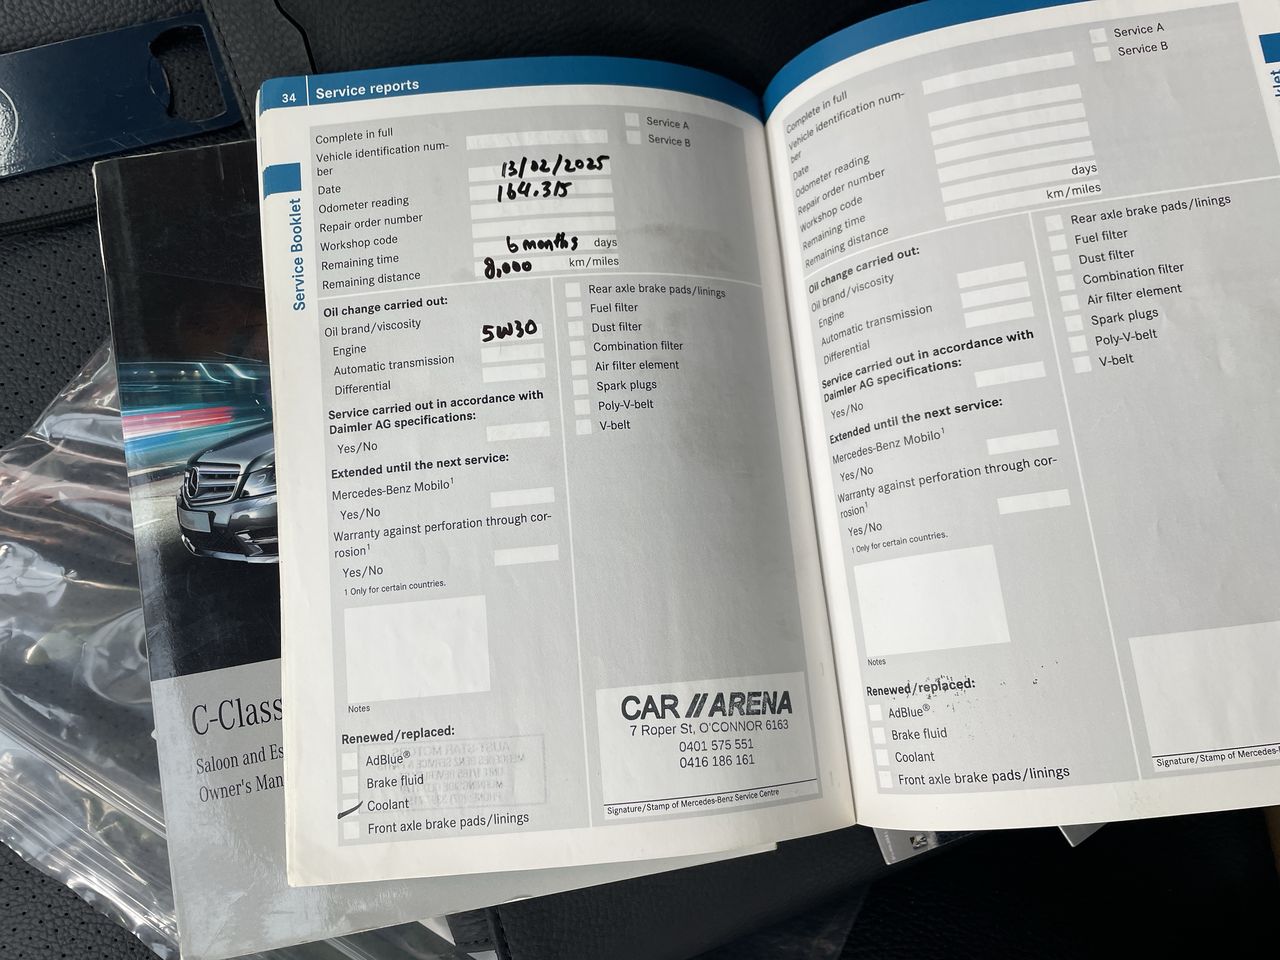 34 Service reports
Service Booklet
Complete in full
Vehicle identification num-
ber
Date 13/02/2025
Odometer reading 164.315
Repair order number
Workshop code
Remaining time 6 months days
Remaining distance 8,000 km/miles
Service A
Service B
Oil change carried out:
Oil brand/viscosity
Engine 5W30
Automatic transmission
Differential
Service carried out in accordance with
Daimler AG specifications:
Yes/No
Extended until the next service:
Mercedes-Benz Mobilo¹
Yes/No
Warranty against perforation through cor-
rosion¹
Yes/No
¹ Only for certain countries.
Notes
Renewed/replaced:
AdBlue®
Brake fluid
Coolant
Front axle brake pads/linings
Rear axle brake pads/linings
Fuel filter
Dust filter
Combination filter
Air filter element
Spark plugs
Poly-V-belt
V-belt
CAR // ARENA
7 Roper St, O'CONNOR 6163
0401 575 551
0416 186 161
Signature/Stamp of Mercedes-Benz Service Centre
Complete in full
Vehicle identification num-
ber
Date
Odometer reading
Repair order number
Workshop code
Remaining time days
Remaining distance km/miles
Service A
Service B
Oil change carried out:
Oil brand/viscosity
Engine
Automatic transmission
Differential
Service carried out in accordance with
Daimler AG specifications:
Yes/No
Extended until the next service:
Mercedes-Benz Mobilo¹
Yes/No
Warranty against perforation through cor-
rosion¹
Yes/No
¹ Only for certain countries.
Notes
Renewed/replaced:
AdBlue®
Brake fluid
Coolant
Front axle brake pads/linings
Rear axle brake pads/linings
Fuel filter
Dust filter
Combination filter
Air filter element
Spark plugs
Poly-V-belt
V-belt
Signature/Stamp of Mercedes-
C-Class
Saloon and Es
Owner's Man